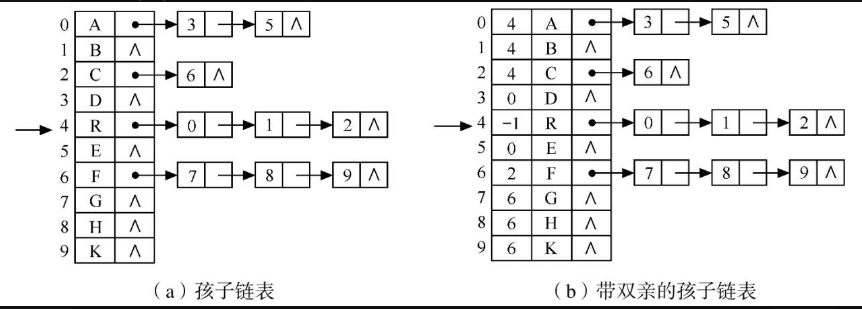 0 A 3 5 ∧
1 B ∧
2 C 6 ∧
3 D ∧
4 R 0 1 2 ∧
5 E ∧
6 F 7 8 9 ∧
7 G ∧
8 H ∧
9 K ∧
（a）孩子链表
0 4 A 3 5 ∧
1 4 B ∧
2 4 C 6 ∧
3 0 D ∧
4 -1 R 0 1 2 ∧
5 0 E ∧
6 2 F 7 8 9 ∧
7 6 G ∧
8 6 H ∧
9 6 K ∧
（b）带双亲的孩子链表